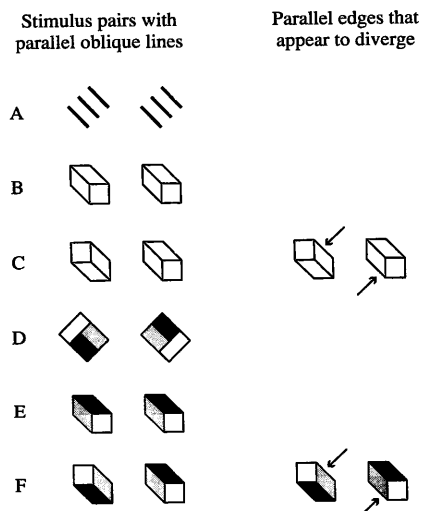 Stimulus pairs with
parallel oblique lines
Parallel edges that
appear to diverge
A
B
C
D
E
F